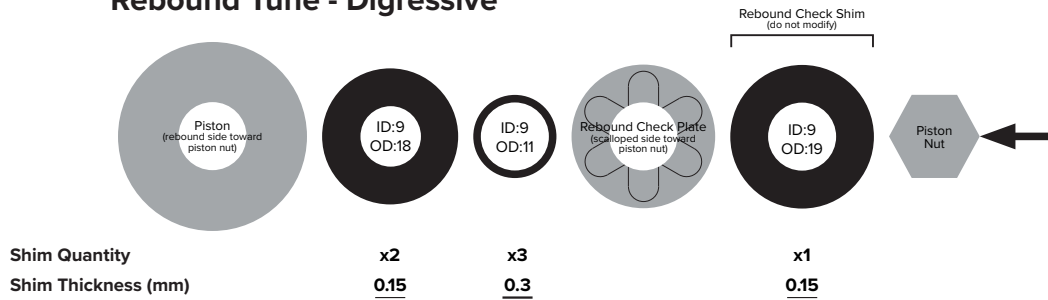 Rebound Tune - Digressive
Rebound Check Shim
(do not modify)
Piston
(rebound side toward
piston nut)
ID:9
OD:18
ID:9
OD:11
Rebound Check Plate
(scalloped side toward
piston nut)
ID:9
OD:19
Piston
Nut
Shim Quantity x2 x3 x1
Shim Thickness (mm) 0.15 0.3 0.15